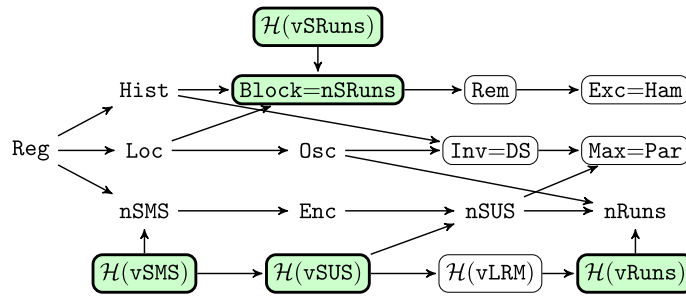 ℋ(vSRuns)
Hist Block=nSRuns Rem Exc=Ham
Reg Loc Osc Inv=DS Max=Par
nSMS Enc nSUS nRuns
ℋ(vSMS) ℋ(vSUS) ℋ(vLRM) ℋ(vRuns)